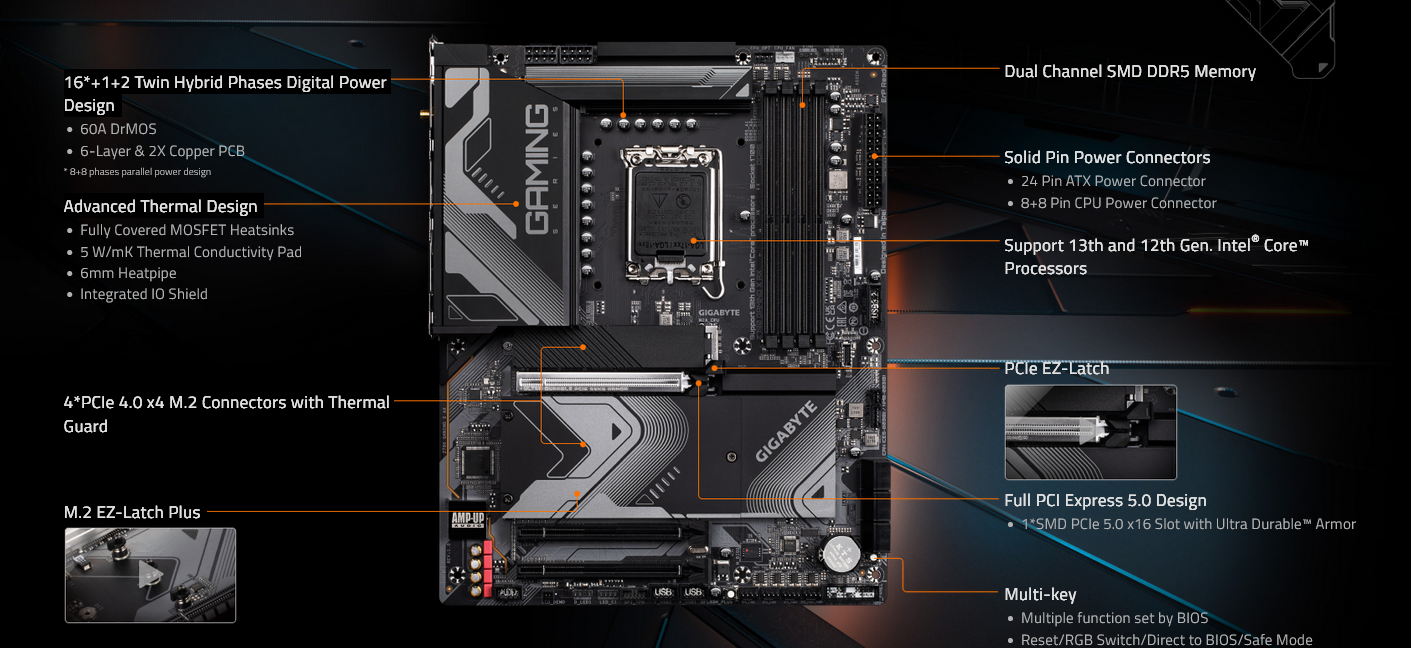 16*+1+2 Twin Hybrid Phases Digital Power
Design
60A DrMOS
6-Layer & 2X Copper PCB
* 8+8 phases parallel power design
Advanced Thermal Design
Fully Covered MOSFET Heatsinks
5 W/mK Thermal Conductivity Pad
6mm Heatpipe
Integrated IO Shield
4*PCIe 4.0 x4 M.2 Connectors with Thermal
Guard
M.2 EZ-Latch Plus
GAMING
GIGABYTE
GIGABYTE
AMP-UP
AUDIO
USB
USB
Dual Channel SMD DDR5 Memory
Solid Pin Power Connectors
24 Pin ATX Power Connector
8+8 Pin CPU Power Connector
Support 13th and 12th Gen. Intel® Core™
Processors
PCIe EZ-Latch
Full PCI Express 5.0 Design
1*SMD PCIe 5.0 x16 Slot with Ultra Durable™ Armor
Multi-key
Multiple function set by BIOS
Reset/RGB Switch/Direct to BIOS/Safe Mode